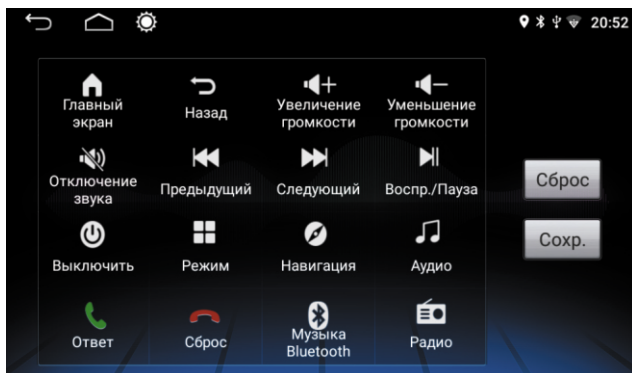 20:52
Главный
экран
Назад
Увеличение
громкости
Уменьшение
громкости
Отключение
звука
Предыдущий
Следующий
Воспр./Пауза
Сброс
Выключить
Режим
Навигация
Аудио
Сохр.
Ответ
Сброс
Музыка
Bluetooth
Радио